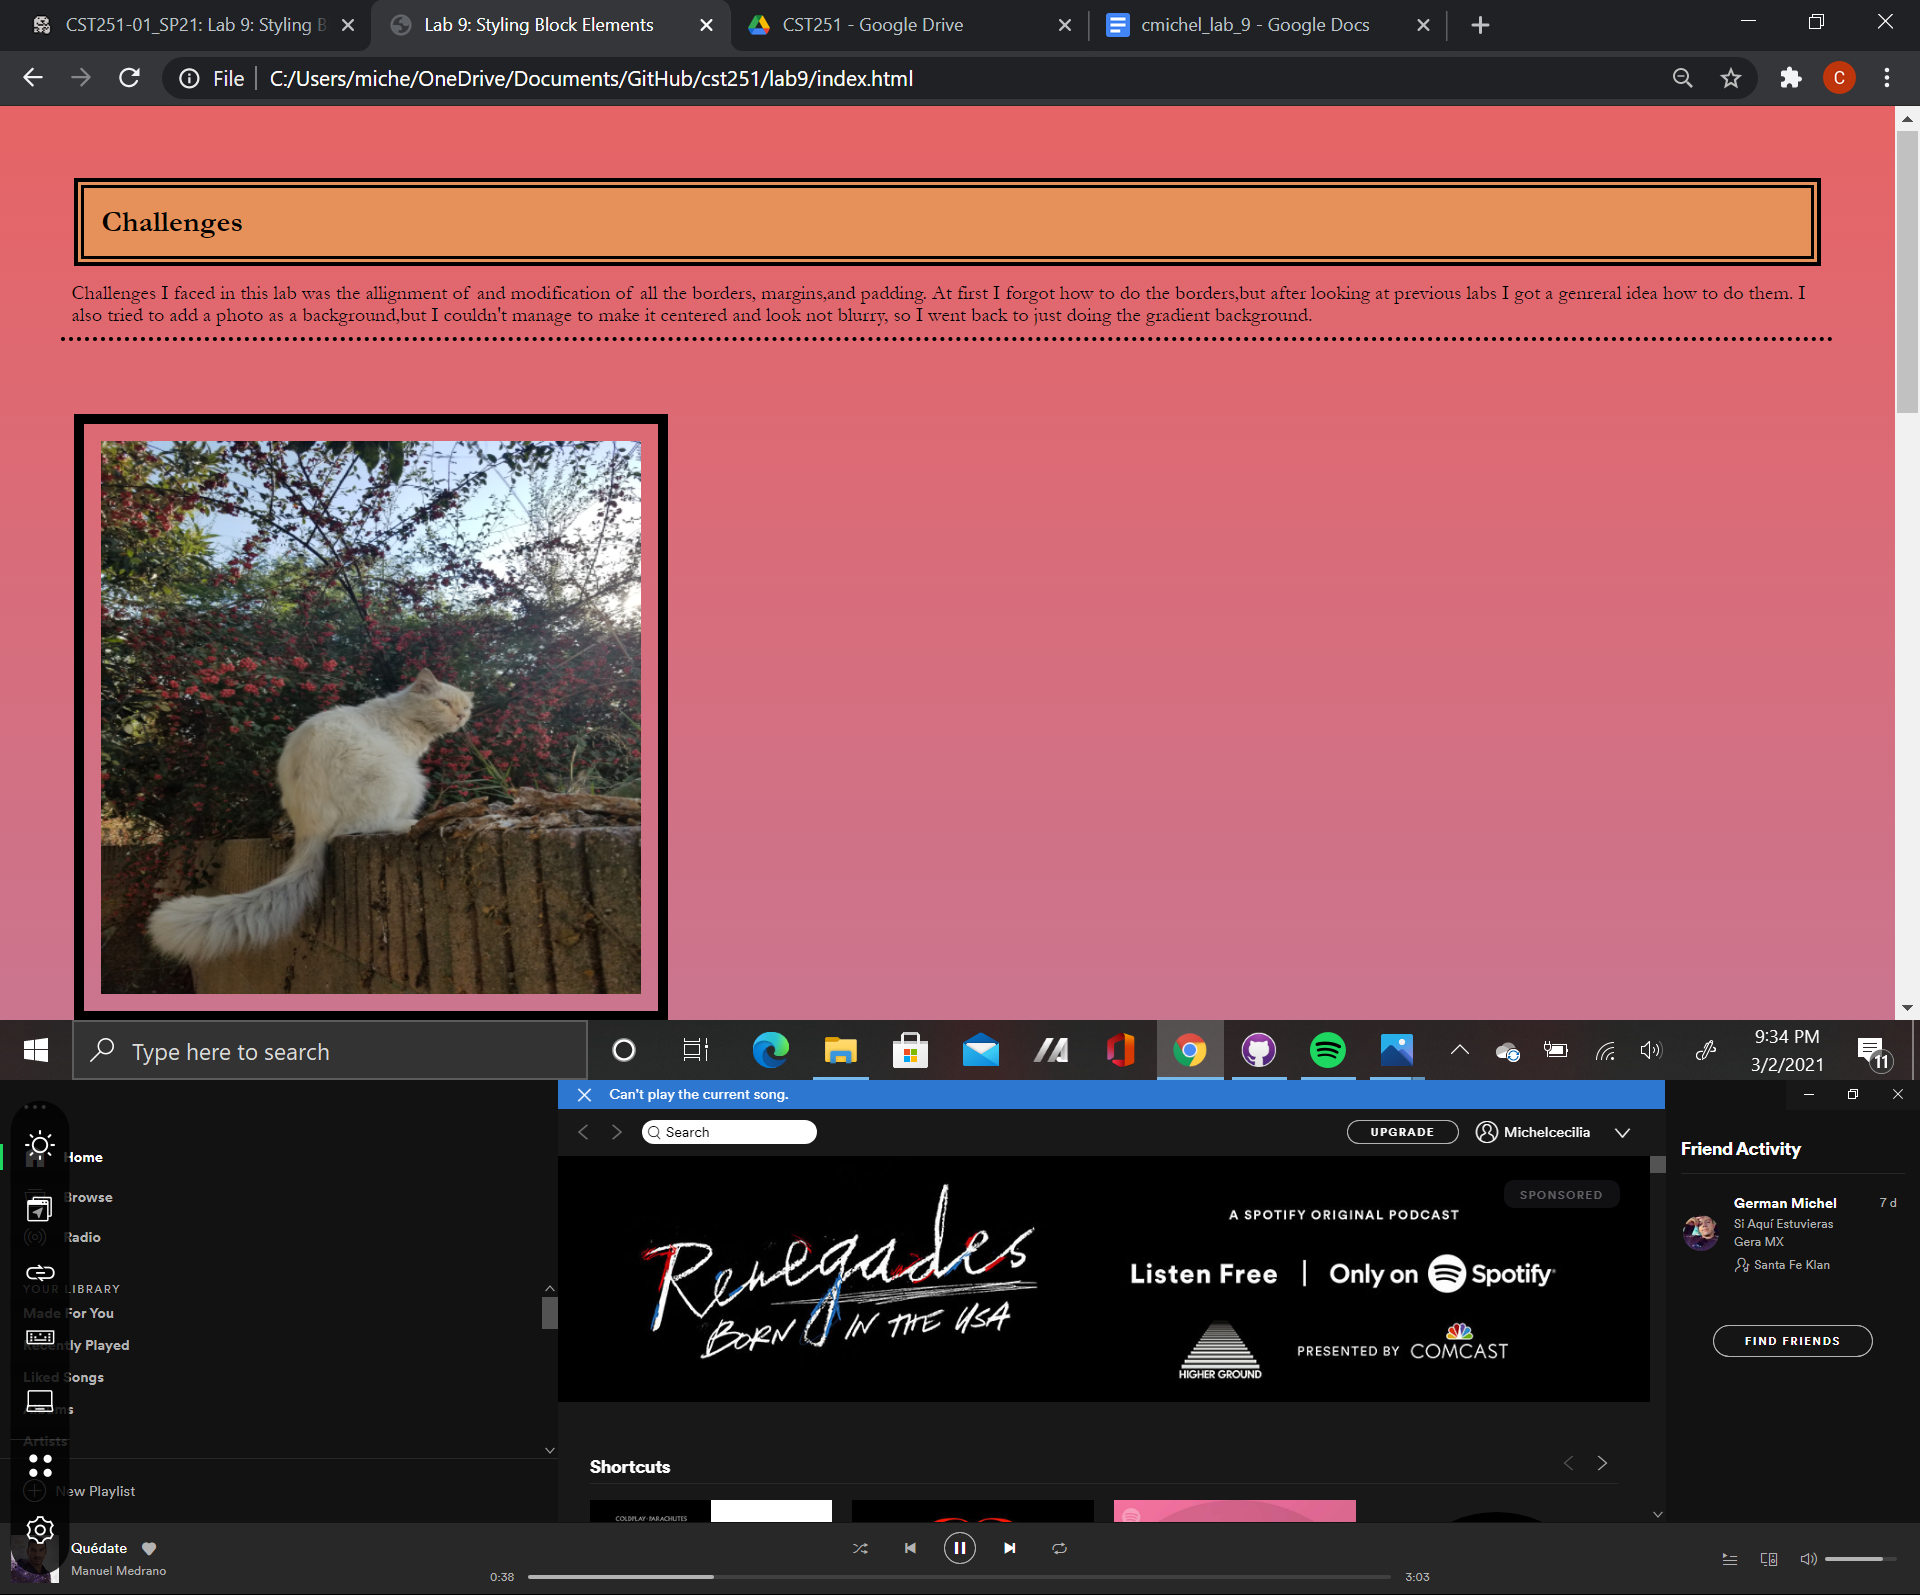 CST251-01_SP21: Lab 9: Styling B
Lab 9: Styling Block Elements
CST251 - Google Drive
cmichel_lab_9 - Google Docs
File
C:/Users/miche/OneDrive/Documents/GitHub/cst251/lab9/index.html
C
Challenges
Challenges I faced in this lab was the allignment of and modification of all the borders, margins,and padding. At first I forgot how to do the borders,but after looking at previous labs I got a genreral idea how to do them. I
also tried to add a photo as a background,but I couldn't manage to make it centered and look not blurry, so I went back to just doing the gradient background.
Type here to search
9:34 PM
3/2/2021
11
Can't play the current song.
Search
UPGRADE
Michelcecilia
Home
Browse
Radio
YOUR LIBRARY
Made For You
Recently Played
Liked Songs
Albums
Artists
New Playlist
SPONSORED
Renegades
BORN IN THE USA
A SPOTIFY ORIGINAL PODCAST
Listen Free | Only on Spotify
HIGHER GROUND
PRESENTED BY COMCAST
Friend Activity
German Michel
7 d
Si Aquí Estuvieras
Gera MX
Santa Fe Klan
FIND FRIENDS
Shortcuts
COLDPLAY·PARACHUTES
Quédate
Manuel Medrano
0:38
3:03